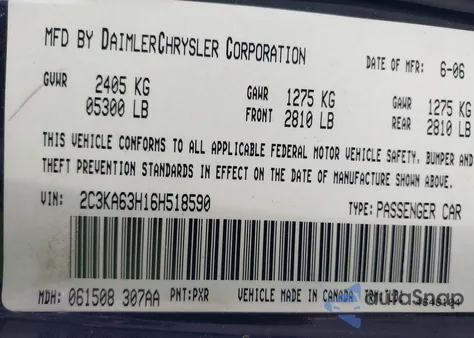 MFD BY DAIMLERCHRYSLER CORPORATION
DATE OF MFR: 6-06
GVWR 2405 KG 05300 LB
GAWR FRONT 1275 KG 2810 LB
GAWR REAR 1275 KG 2810 LB
THIS VEHICLE CONFORMS TO ALL APPLICABLE FEDERAL MOTOR VEHICLE SAFETY, BUMPER AND
THEFT PREVENTION STANDARDS IN EFFECT ON THE DATE OF MANUFACTURE SHOWN ABOVE.
VIN: 2C3KA63H16H518590
TYPE: PASSENGER CAR
MDH: 061508 307AA PNT: PXR VEHICLE MADE IN CANADA
autosnap